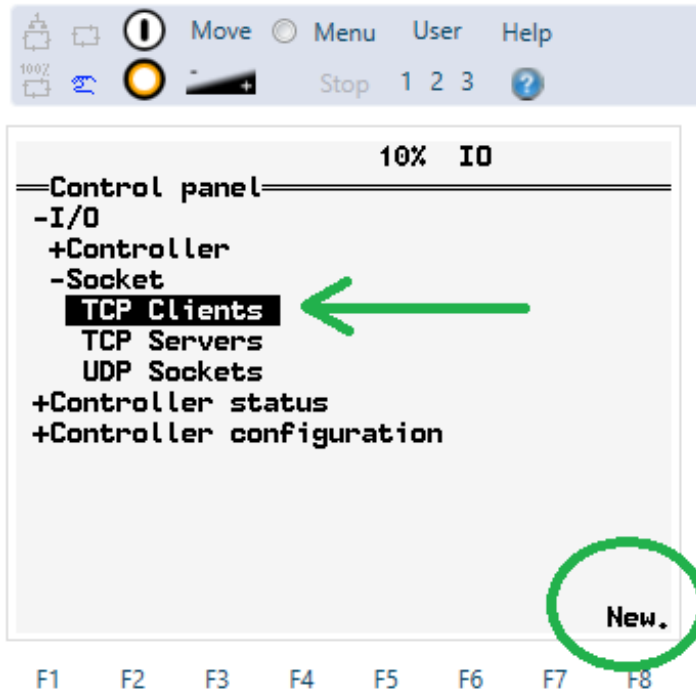 Move Menu User Help
100%
- + Stop 1 2 3 ?
10% IO
Control panel
-I/O
+Controller
-Socket
TCP Clients
TCP Servers
UDP Sockets
+Controller status
+Controller configuration
New.
F1 F2 F3 F4 F5 F6 F7 F8